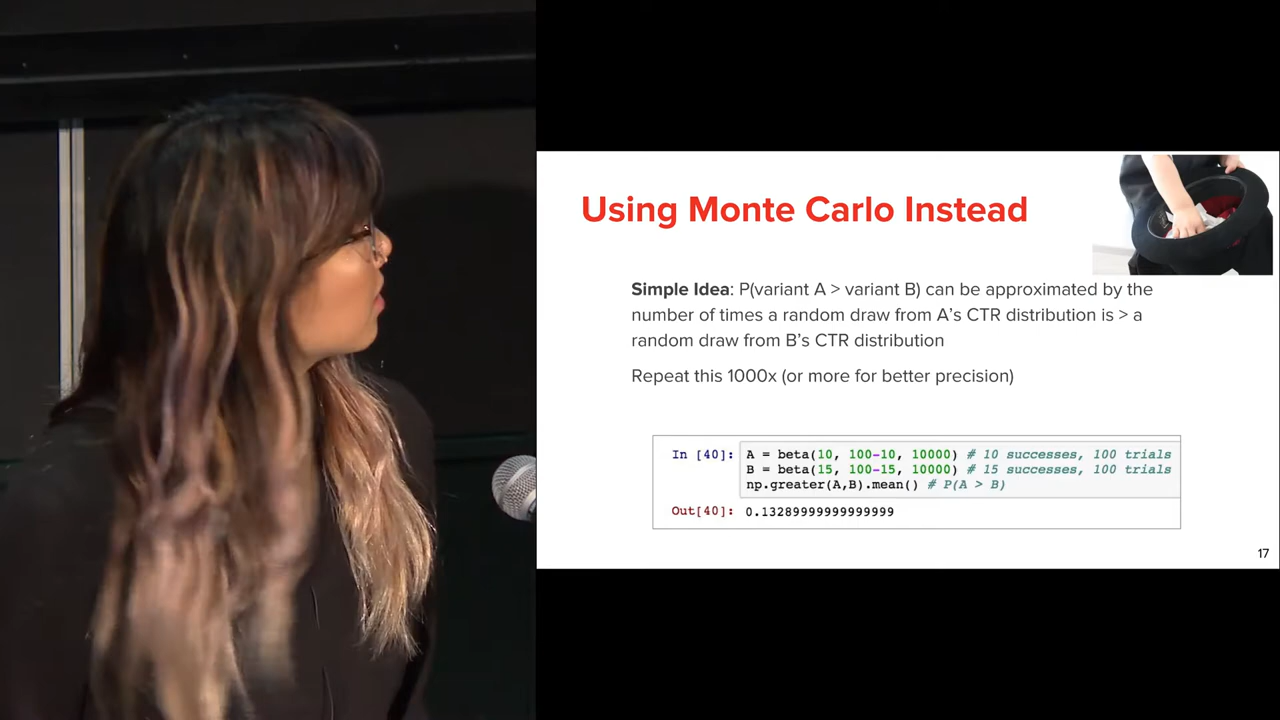 Using Monte Carlo Instead
Simple Idea: P(variant A > variant B) can be approximated by the
number of times a random draw from A’s CTR distribution is > a
random draw from B’s CTR distribution
Repeat this 1000x (or more for better precision)
In [40]: A = beta(10, 100-10, 10000) # 10 successes, 100 trials
B = beta(15, 100-15, 10000) # 15 successes, 100 trials
np.greater(A,B).mean() # P(A > B)
Out[40]: 0.13289999999999999
17